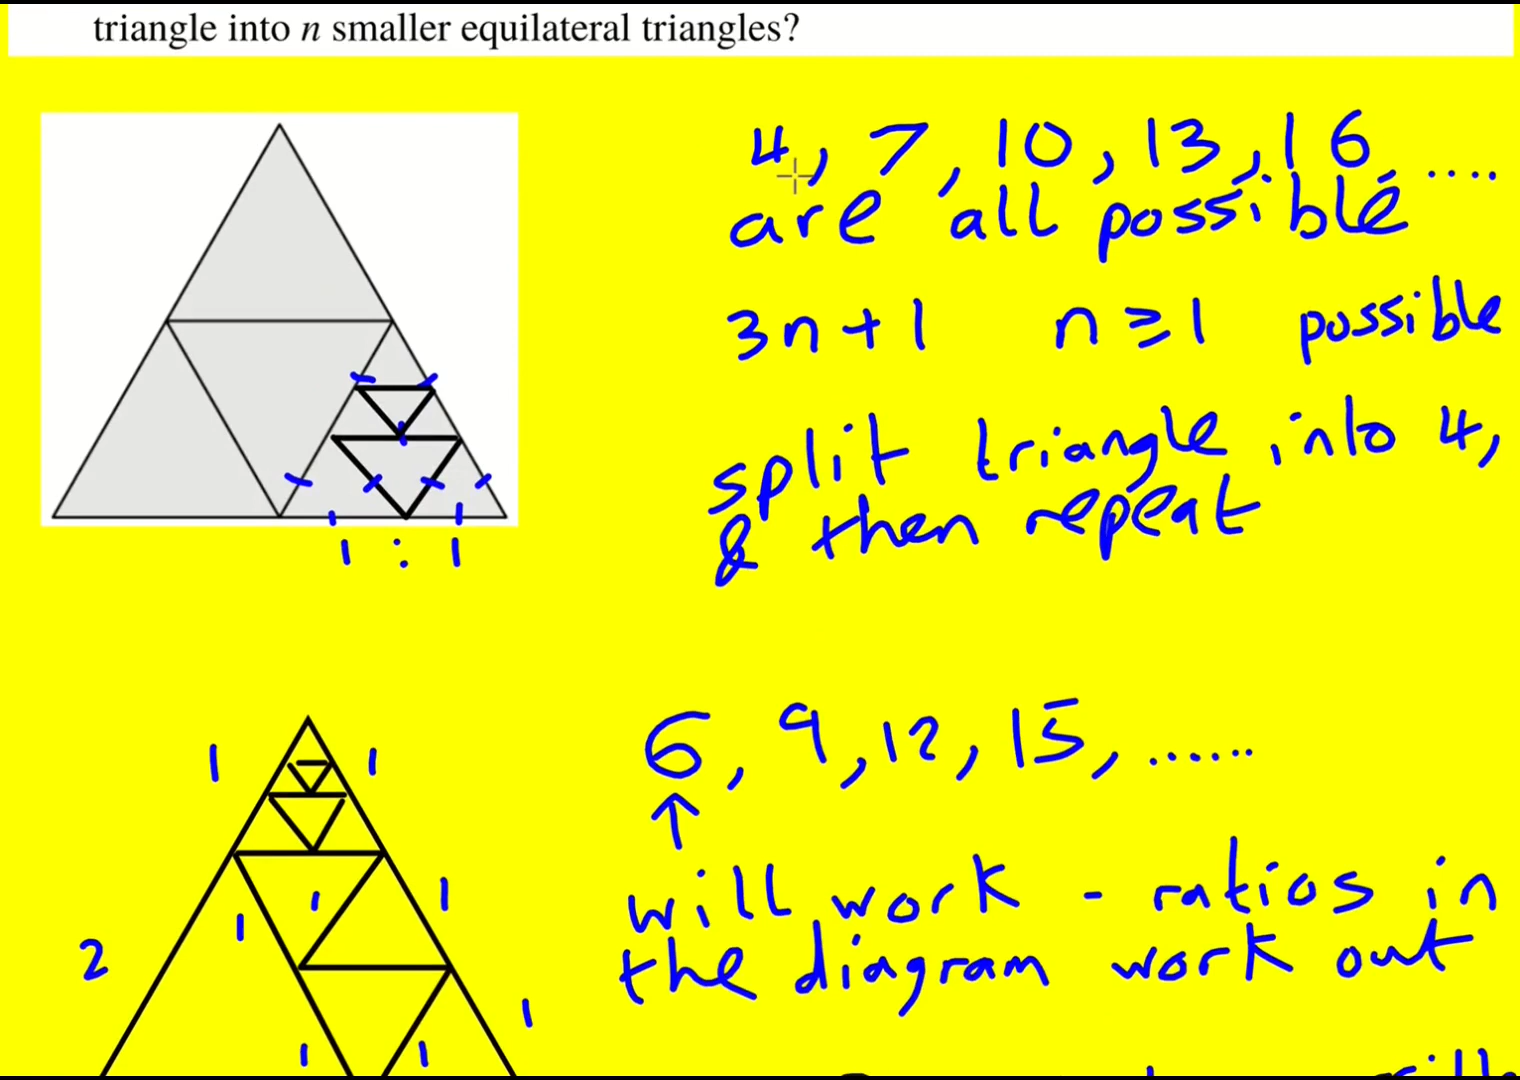 triangle into n smaller equilateral triangles?
4, 7, 10, 13, 16 ....
are all possible
3n + 1 n ⩾ 1 possible
split triangle into 4,
& then repeat
1 : 1
6, 9, 12, 15, ......
↑
will work - ratios in
the diagram work out
1 1
1 1
1
2
1
1 1